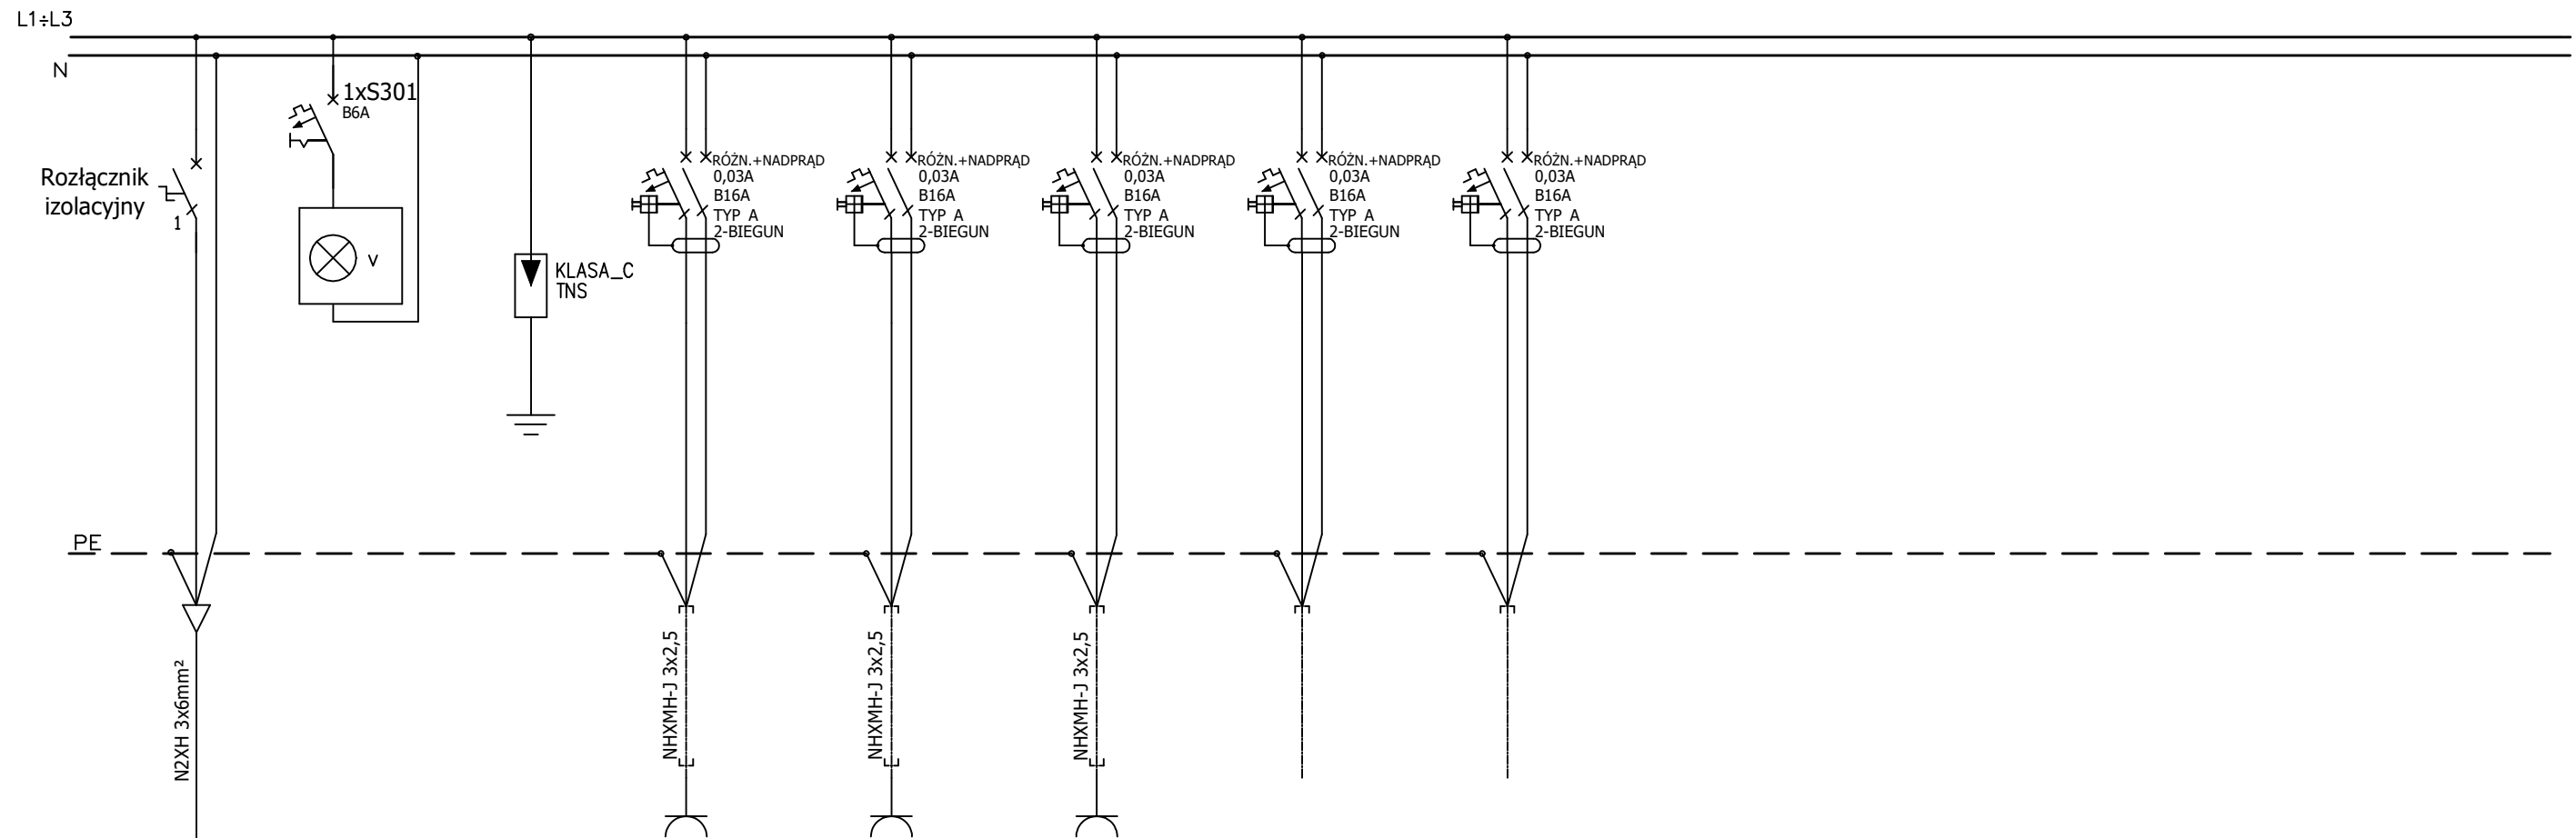 L1÷L3
N
1xS301
B6A
Rozłącznik
izolacyjny
1
V
KLASA_C
TNS
RÓŻN.+NADPRĄD
0,03A
B16A
TYP A
2-BIEGUN
RÓŻN.+NADPRĄD
0,03A
B16A
TYP A
2-BIEGUN
RÓŻN.+NADPRĄD
0,03A
B16A
TYP A
2-BIEGUN
RÓŻN.+NADPRĄD
0,03A
B16A
TYP A
2-BIEGUN
RÓŻN.+NADPRĄD
0,03A
B16A
TYP A
2-BIEGUN
PE
N2XH 3x6mm²
NHXMH-J 3x2,5
NHXMH-J 3x2,5
NHXMH-J 3x2,5